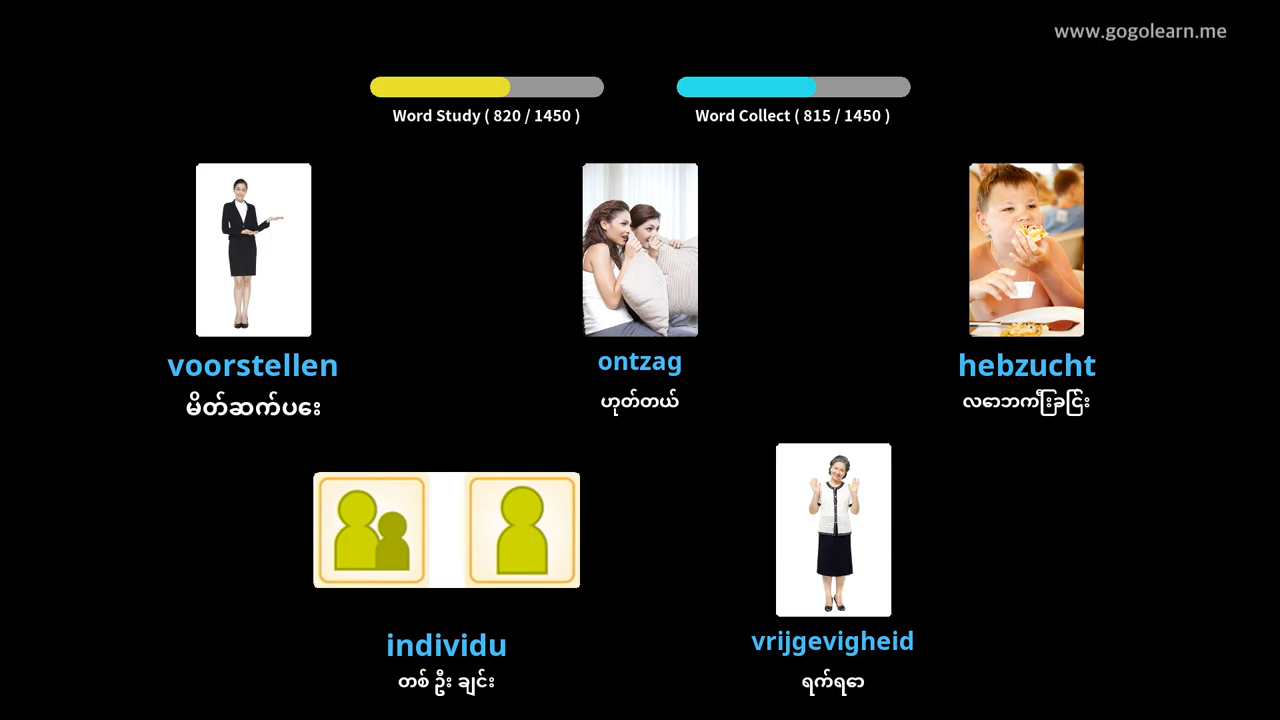 www.gogolearn.me
Word Study ( 820 / 1450 )
Word Collect ( 815 / 1450 )
voorstellen
မိတ်ဆက်ပေး
ontzag
ဟုတ်တယ်
hebzucht
လောဘကြီးခြင်း
individu
တစ် ဦး ချင်း
vrijgevigheid
ရက်ရော